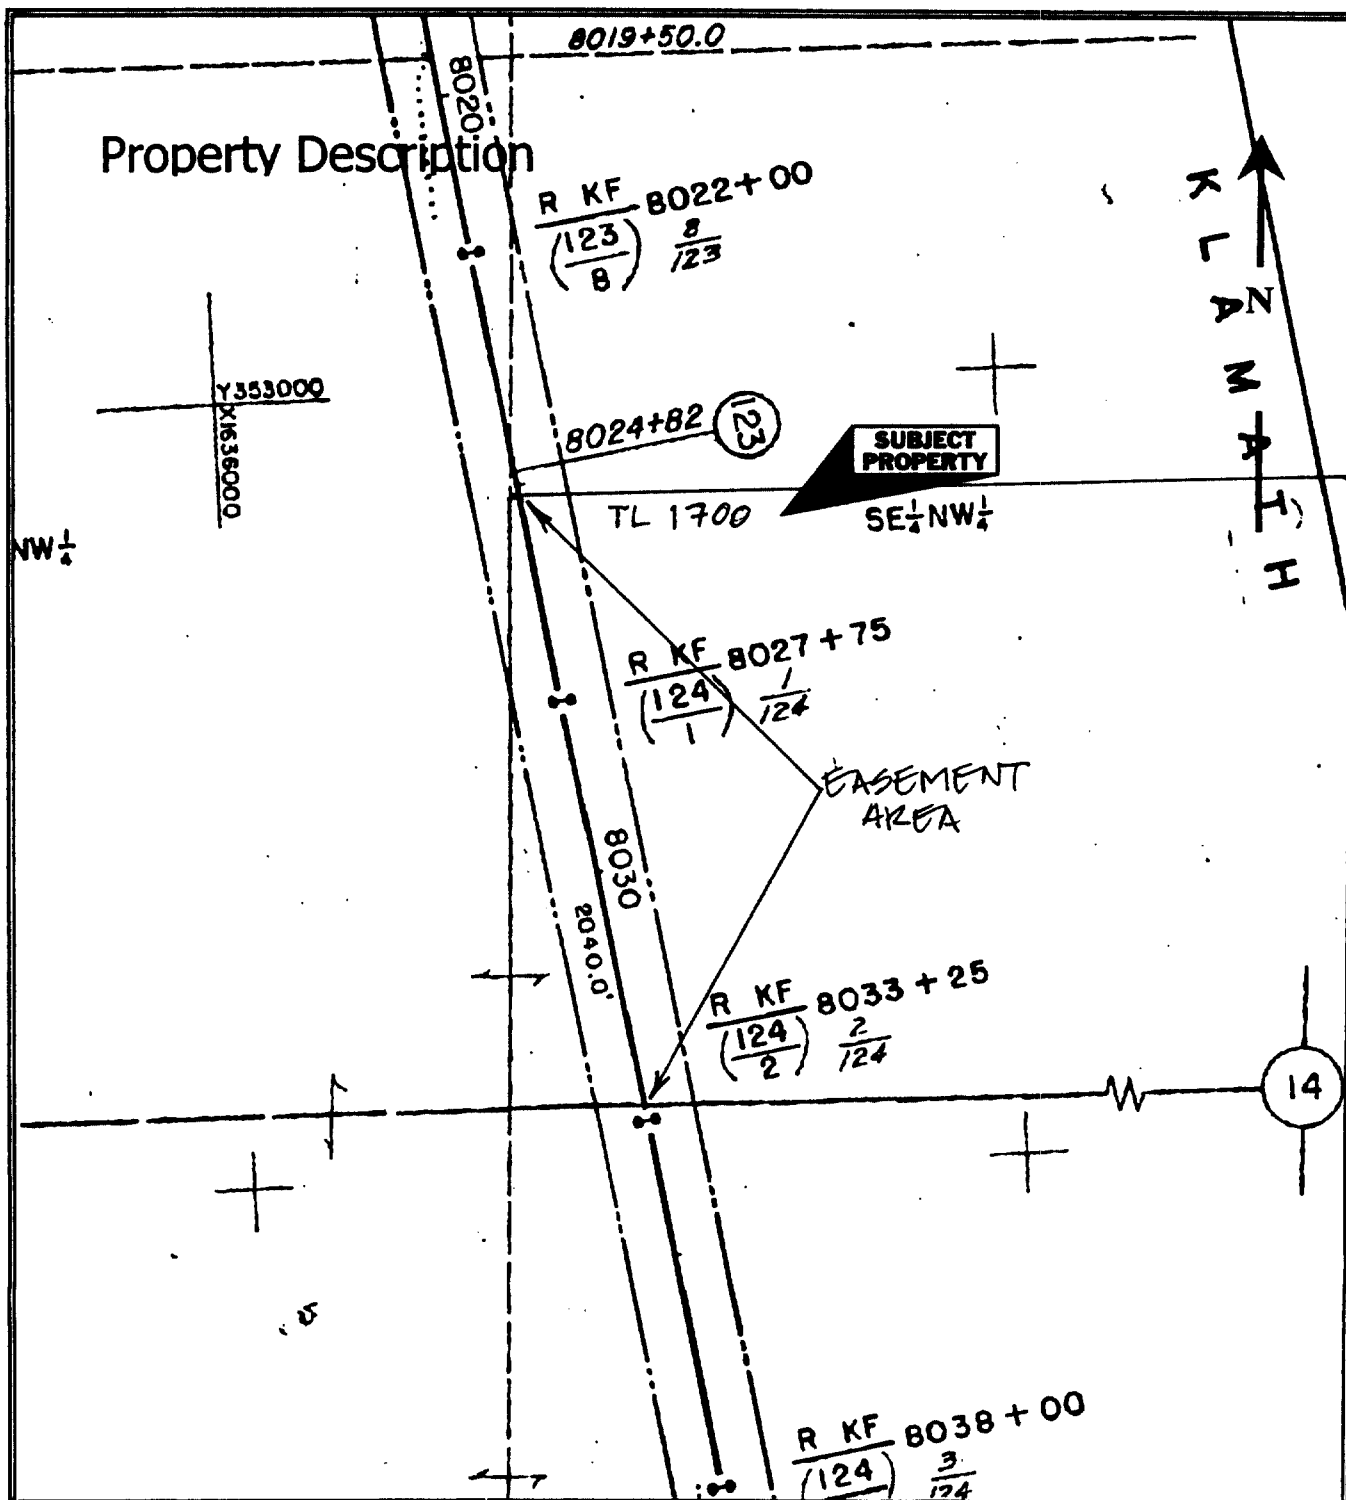 8019+50.0
8020
Property Description
R KF 8022+00
(123/8) 8/123
KLAMATH
N
Y353000
X1636000
8024+82
123
SUBJECT
PROPERTY
TL 1700
SE¼NW¼
NW¼
R KF 8027+75
(124/1) 1/124
EASEMENT
AREA
8030
2040.0'
R KF 8033+25
(124/2) 2/124
14
R KF 8038+00
(124) 3/124